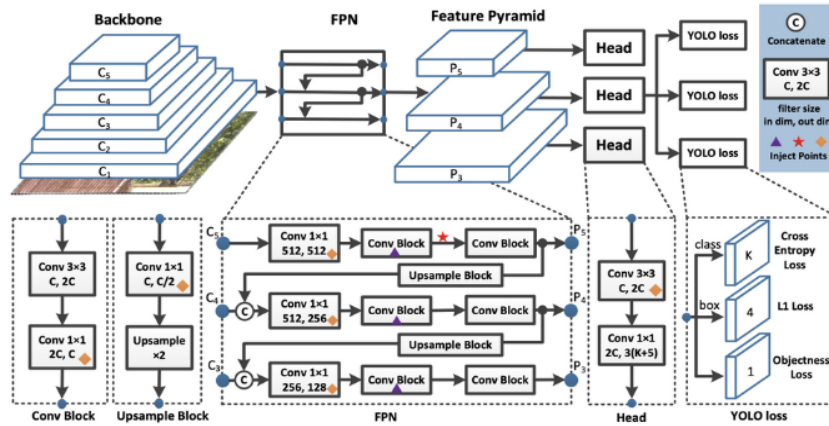 Backbone
FPN
Feature Pyramid
C5
C4
C3
C2
C1
P5
P4
P3
Head
Head
Head
YOLO loss
YOLO loss
YOLO loss
C
Concatenate
Conv 3×3
C, 2C
filter size
in dim, out dim
Inject Points
Conv 3×3
C, 2C
Conv 1×1
2C, C
Conv Block
Conv 1×1
C, C/2
Upsample
×2
Upsample Block
C5
Conv 1×1
512, 512
Conv Block
Conv Block
P5
Upsample Block
C4
C
Conv 1×1
512, 256
Conv Block
Conv Block
P4
Upsample Block
C3
C
Conv 1×1
256, 128
Conv Block
Conv Block
P3
FPN
Conv 3×3
C, 2C
Conv 1×1
2C, 3(K+5)
Head
class
K
Cross
Entropy
Loss
box
4
L1 Loss
1
Objectness
Loss
YOLO loss